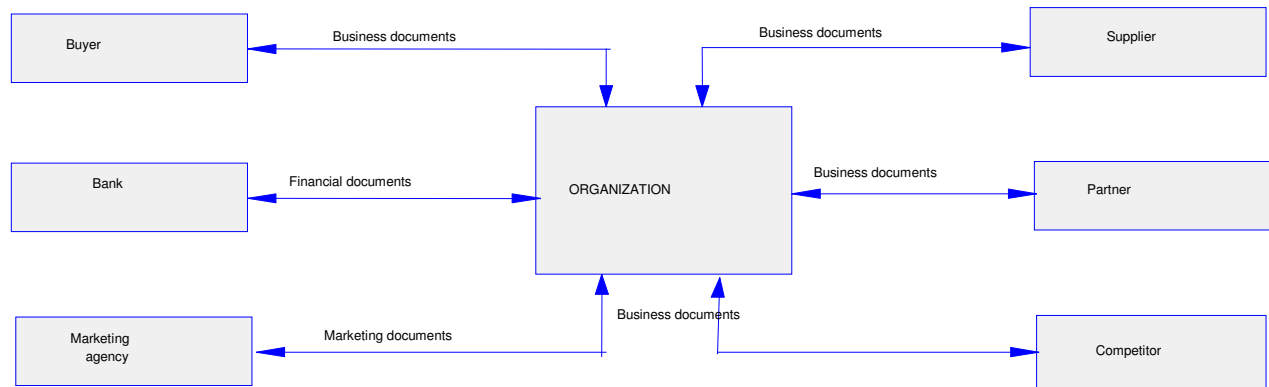 Buyer
Business documents
Business documents
Supplier
Bank
Financial documents
ORGANIZATION
Business documents
Partner
Marketing
agency
Marketing documents
Business documents
Competitor